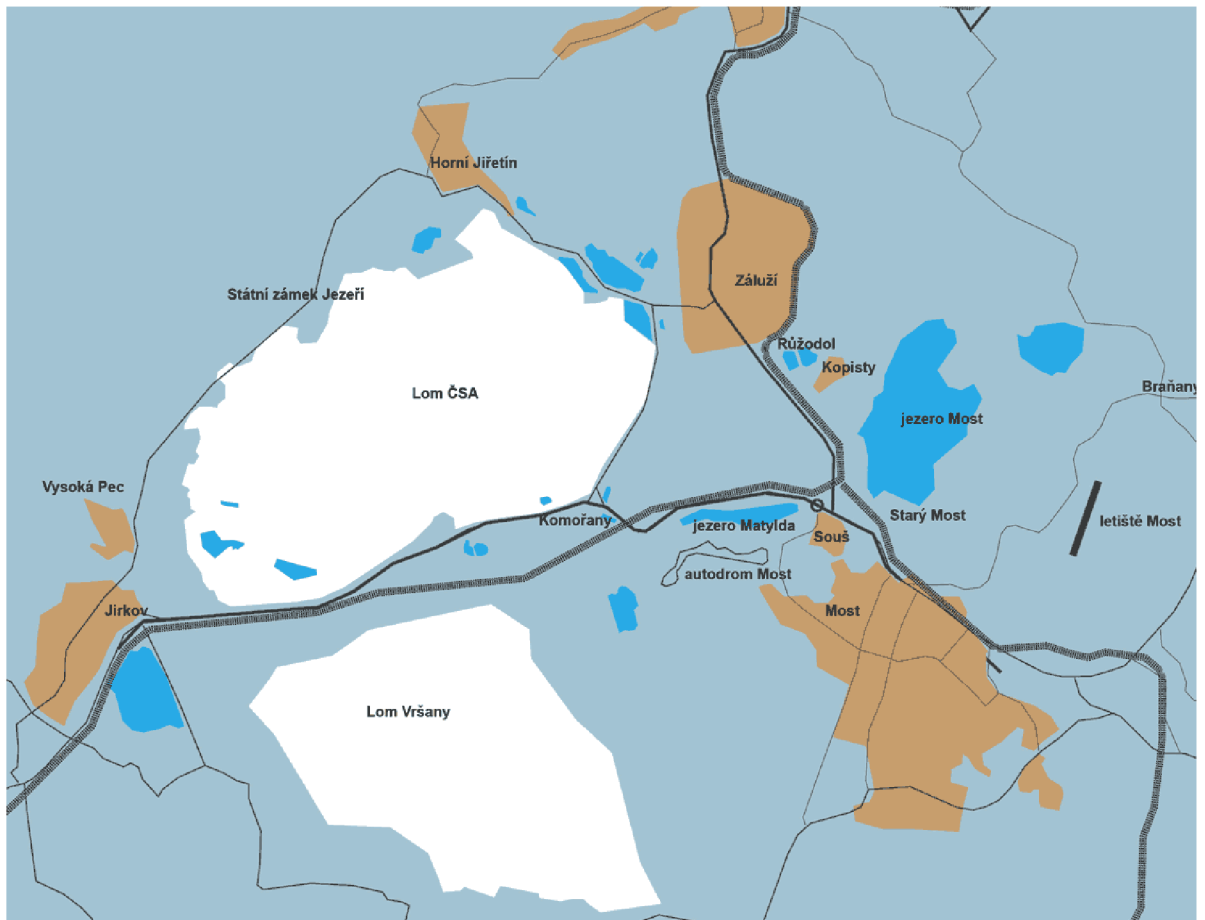 Horní Jiřetín
Záluží
Státní zámek Jezeří
Růžodol
Kopisty
Braňany
Lom ČSA
jezero Most
Vysoká Pec
Starý Most
letiště Most
Komořany
jezero Matylda
Souš
autodrom Most
Jirkov
Most
Lom Vršany